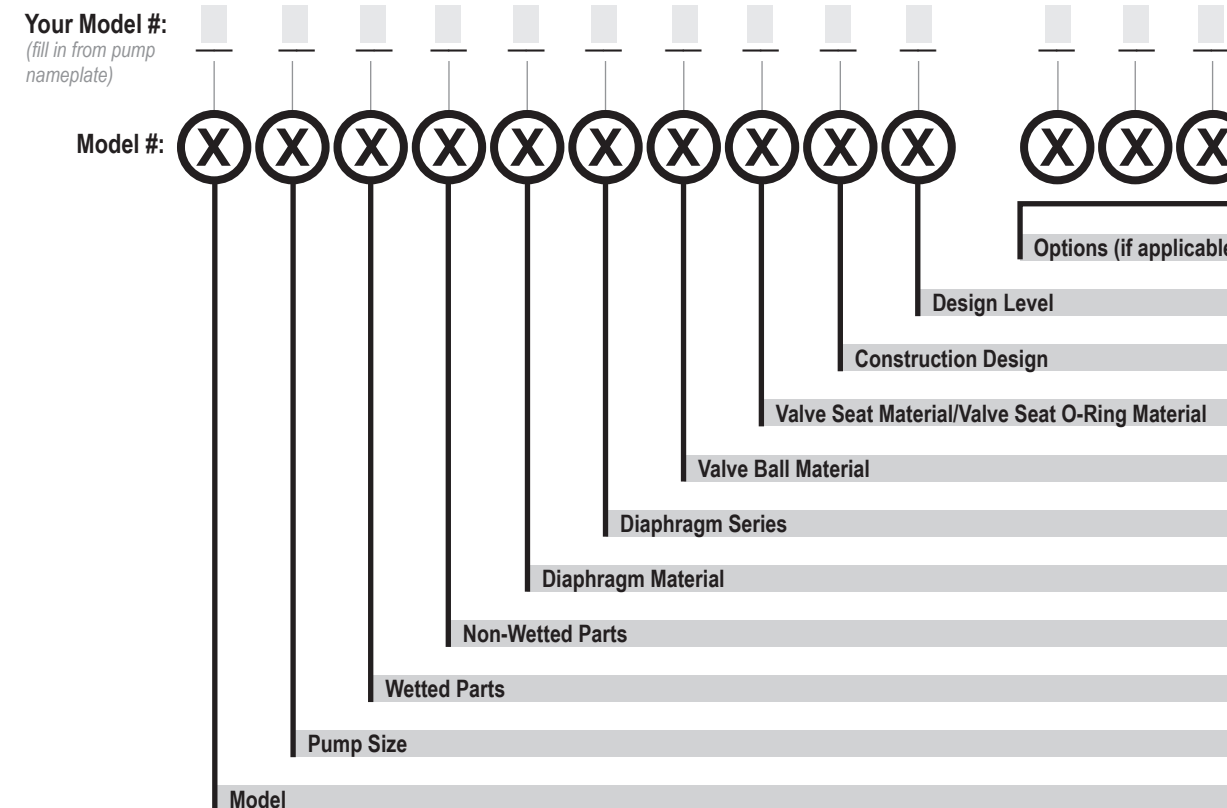 Your Model #:
(fill in from pump
nameplate)
Model #: X X X X X X X X X X X X X
Options (if applicable
Design Level
Construction Design
Valve Seat Material/Valve Seat O-Ring Material
Valve Ball Material
Diaphragm Series
Diaphragm Material
Non-Wetted Parts
Wetted Parts
Pump Size
Model